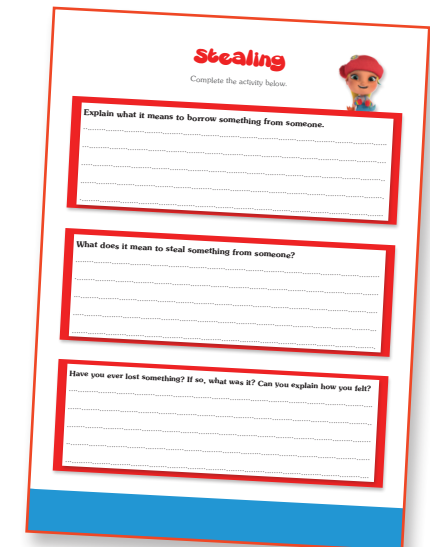 Stealing
Complete the activity below.
Explain what it means to borrow something from someone.
What does it mean to steal something from someone?
Have you ever lost something? If so, what was it? Can you explain how you felt?